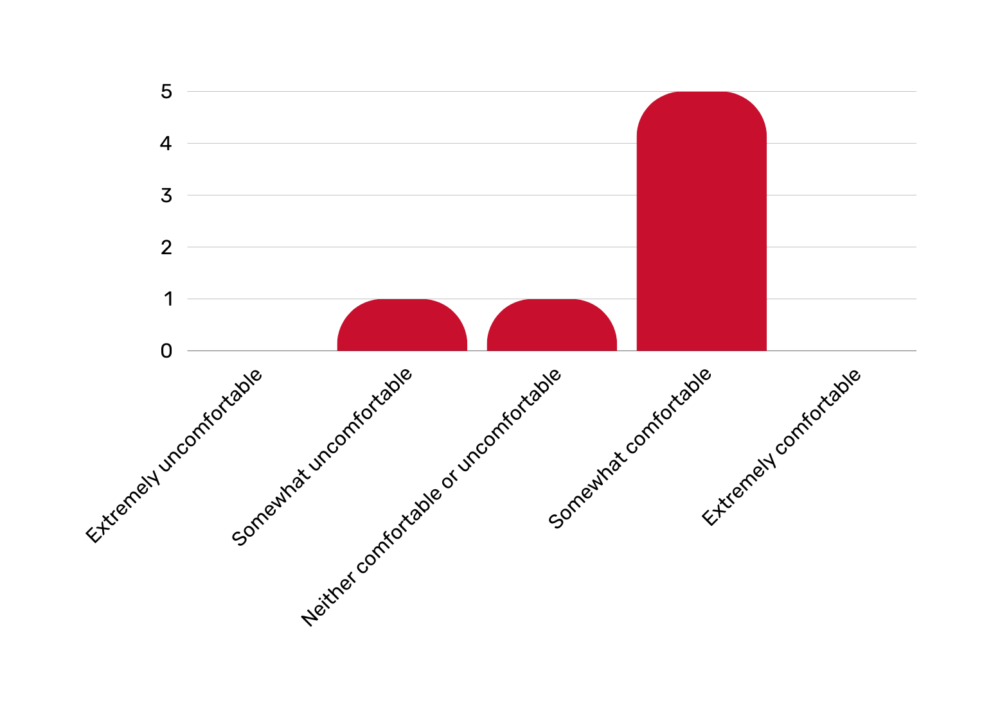 5
4
3
2
1
0
Extremely uncomfortable
Somewhat uncomfortable
Neither comfortable or uncomfortable
Somewhat comfortable
Extremely comfortable